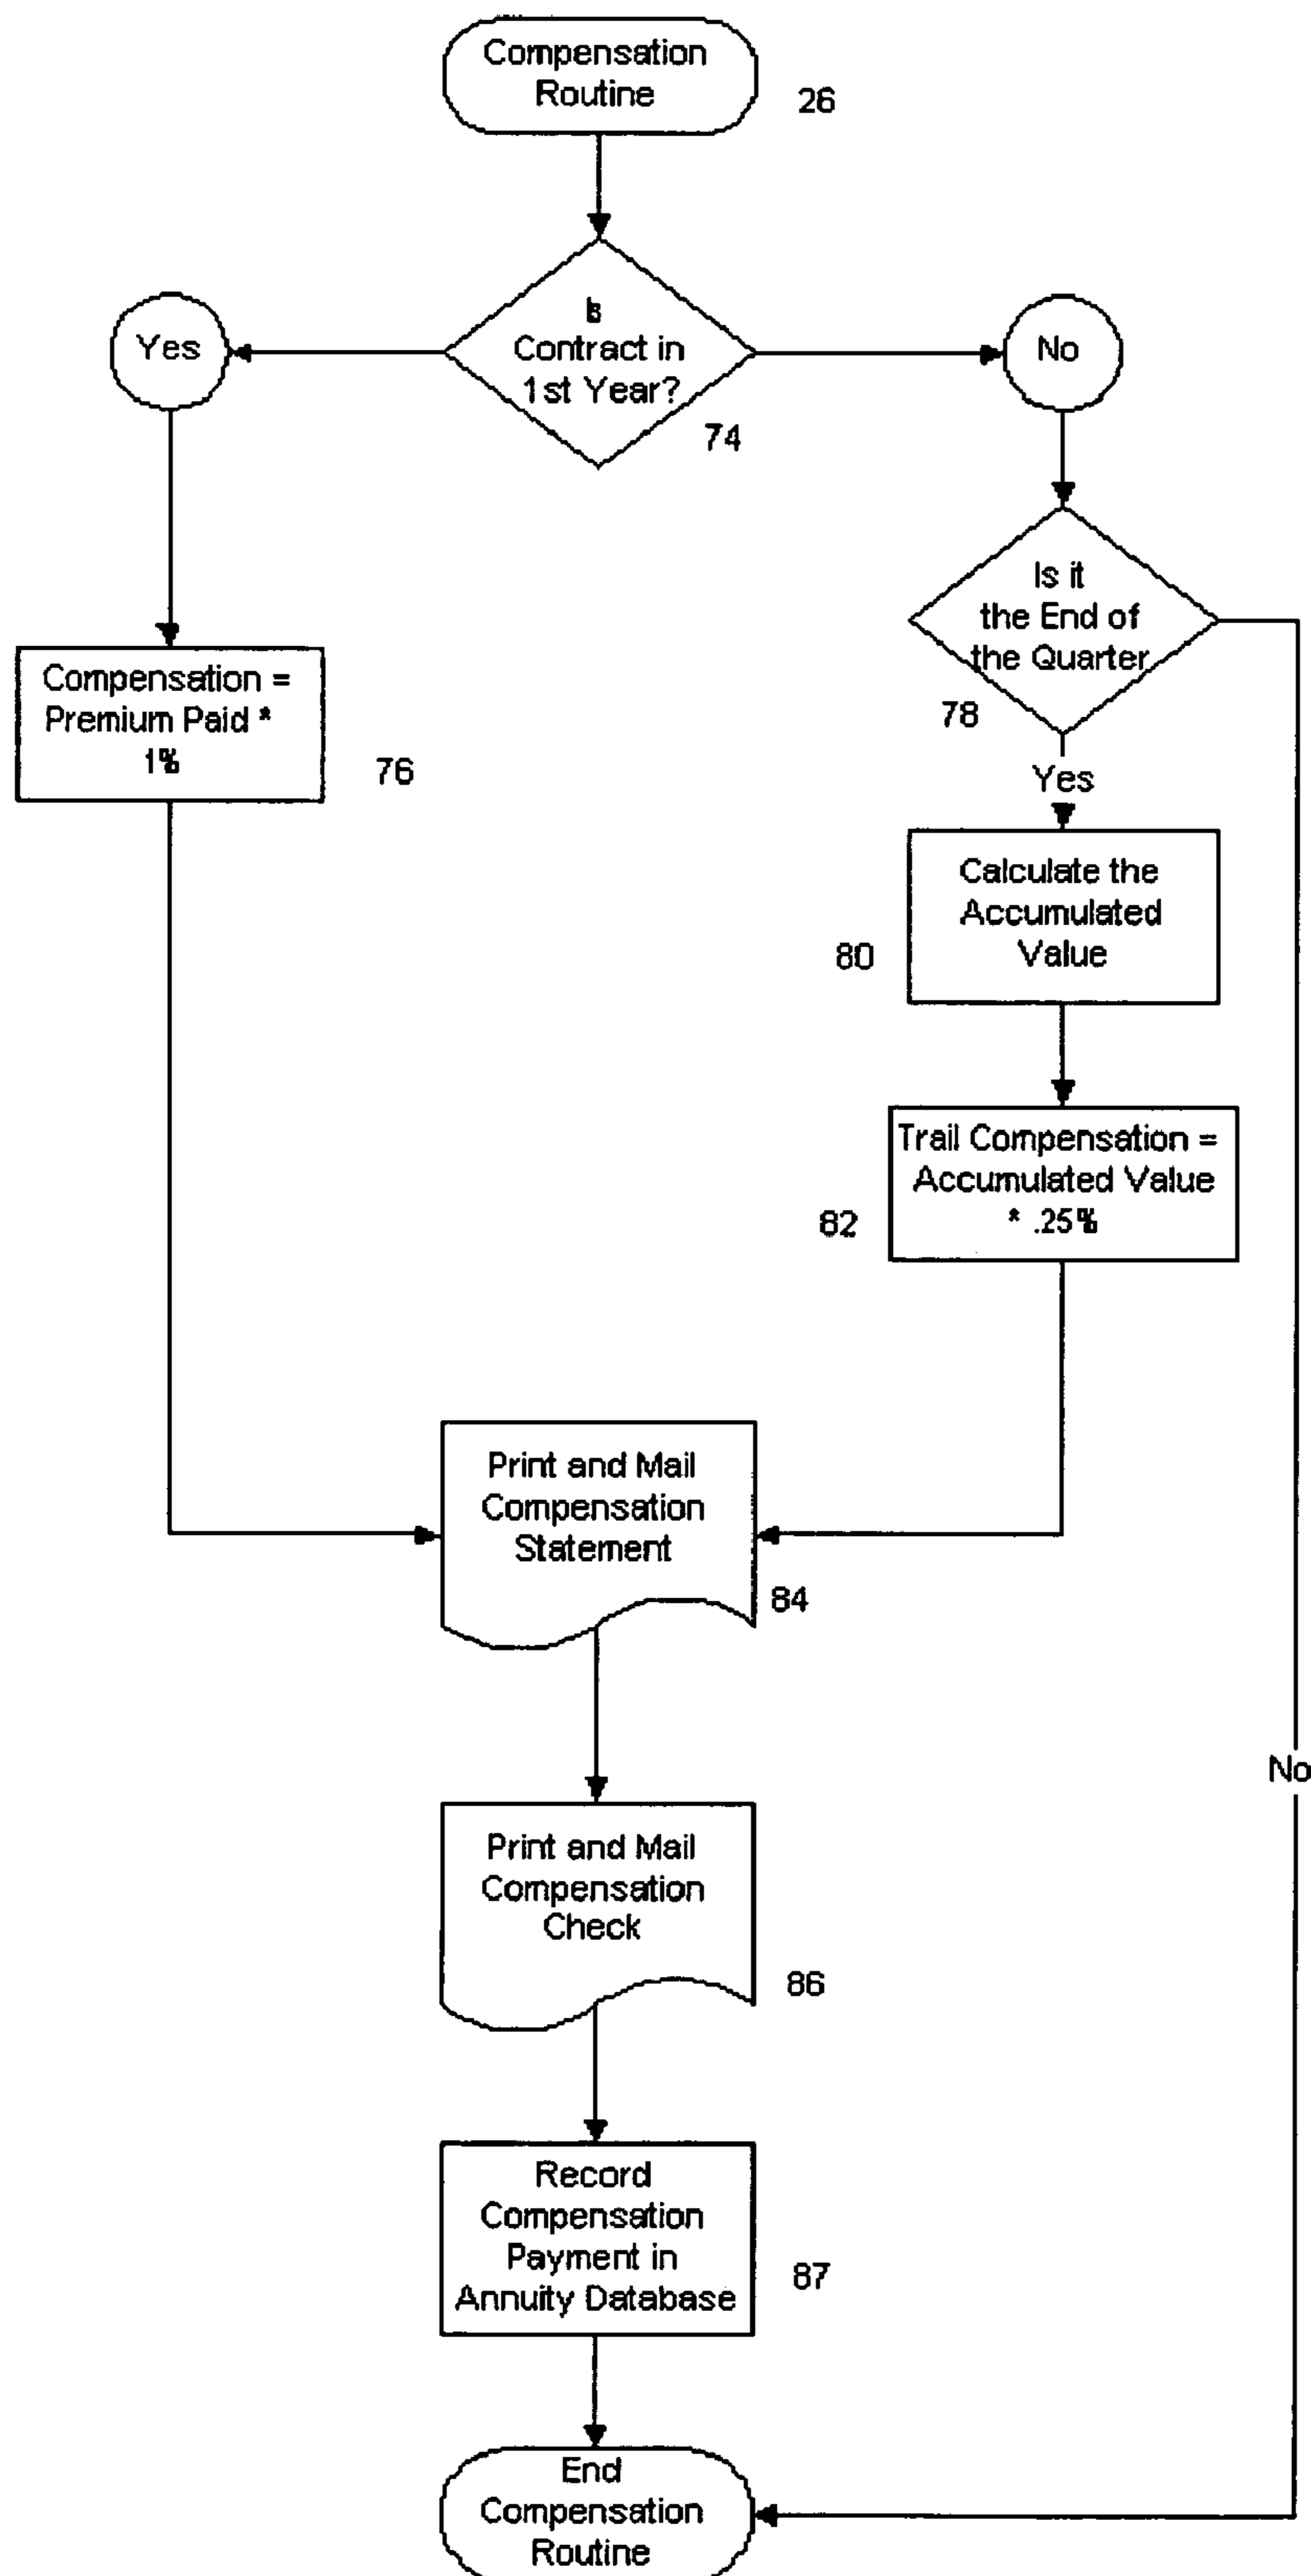 Compensation
Routine
26
Is
Contract in
1st Year?
74
Yes
No
Compensation =
Premium Paid *
1%
76
Is it
the End of
the Quarter
78
Yes
Calculate the
Accumulated
Value
80
Trail Compensation =
Accumulated Value
* .25%
82
Print and Mail
Compensation
Statement
84
No
Print and Mail
Compensation
Check
86
Record
Compensation
Payment in
Annuity Database
87
End
Compensation
Routine